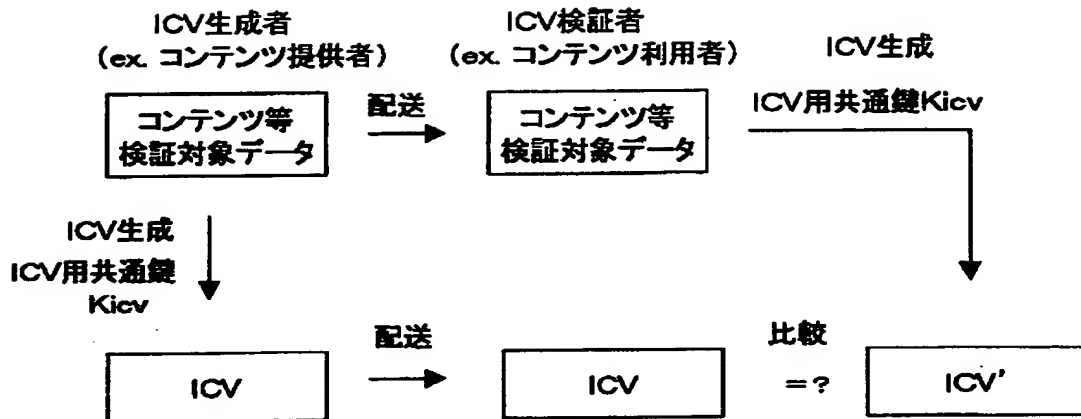 ICV生成者
(ex. コンテンツ提供者)
ICV検証者
(ex. コンテンツ利用者)
ICV生成
ICV用共通鍵Kicv
コンテンツ等
検証対象データ
配送
コンテンツ等
検証対象データ
ICV生成
ICV用共通鍵
Kicv
ICV
配送
ICV
比較
=?
ICV'